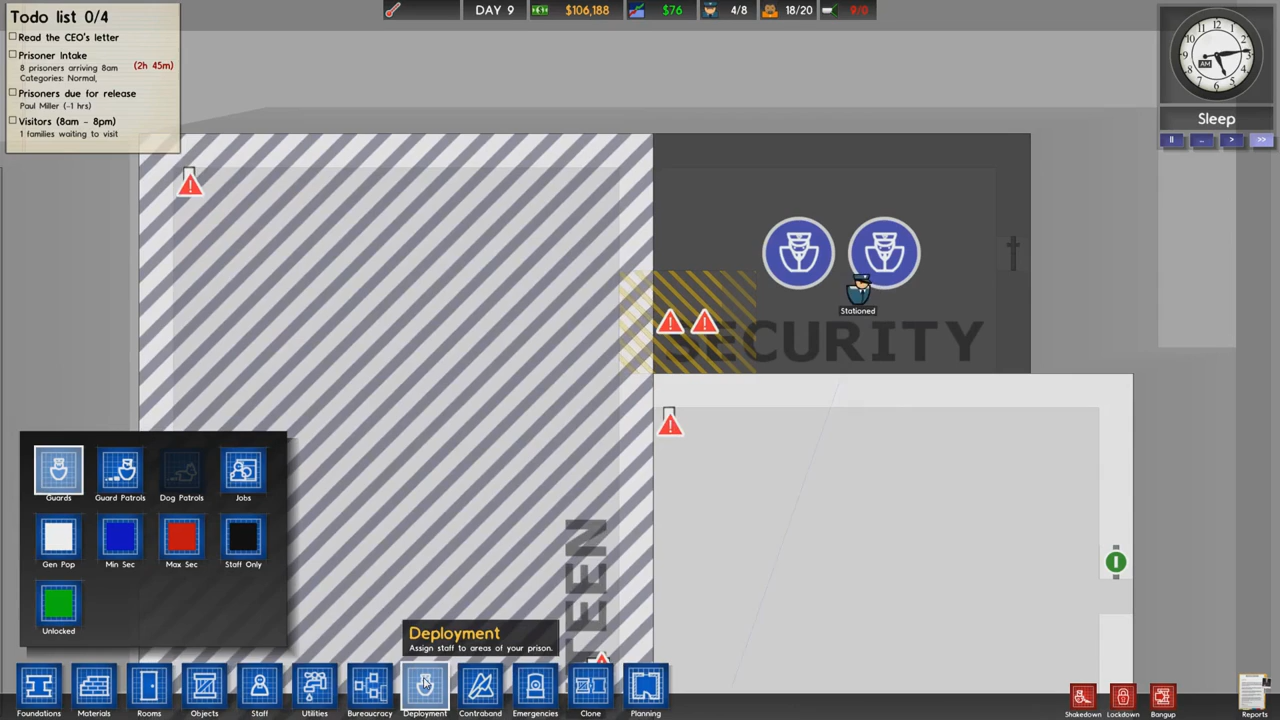 Todo list 0/4
Read the CEO's letter
Prisoner Intake
8 prisoners arriving 8am
(2h 45m)
Categories: Normal,
Prisoners due for release
Paul Miller (-1 hrs)
Visitors (8am - 8pm)
1 families waiting to visit
DAY 9
$106,188
$76
4/8
18/20
0/0
AM
Sleep
Stationed
SECURITY
TEEN
Guards
Guard Patrols
Dog Patrols
Jobs
Gen Pop
Min Sec
Max Sec
Staff Only
Unlocked
Deployment
Assign staff to areas of your prison.
Foundations
Materials
Rooms
Objects
Staff
Utilities
Bureaucracy
Deployment
Contraband
Emergencies
Clone
Planning
Shakedown
Lockdown
Bangup
Reports